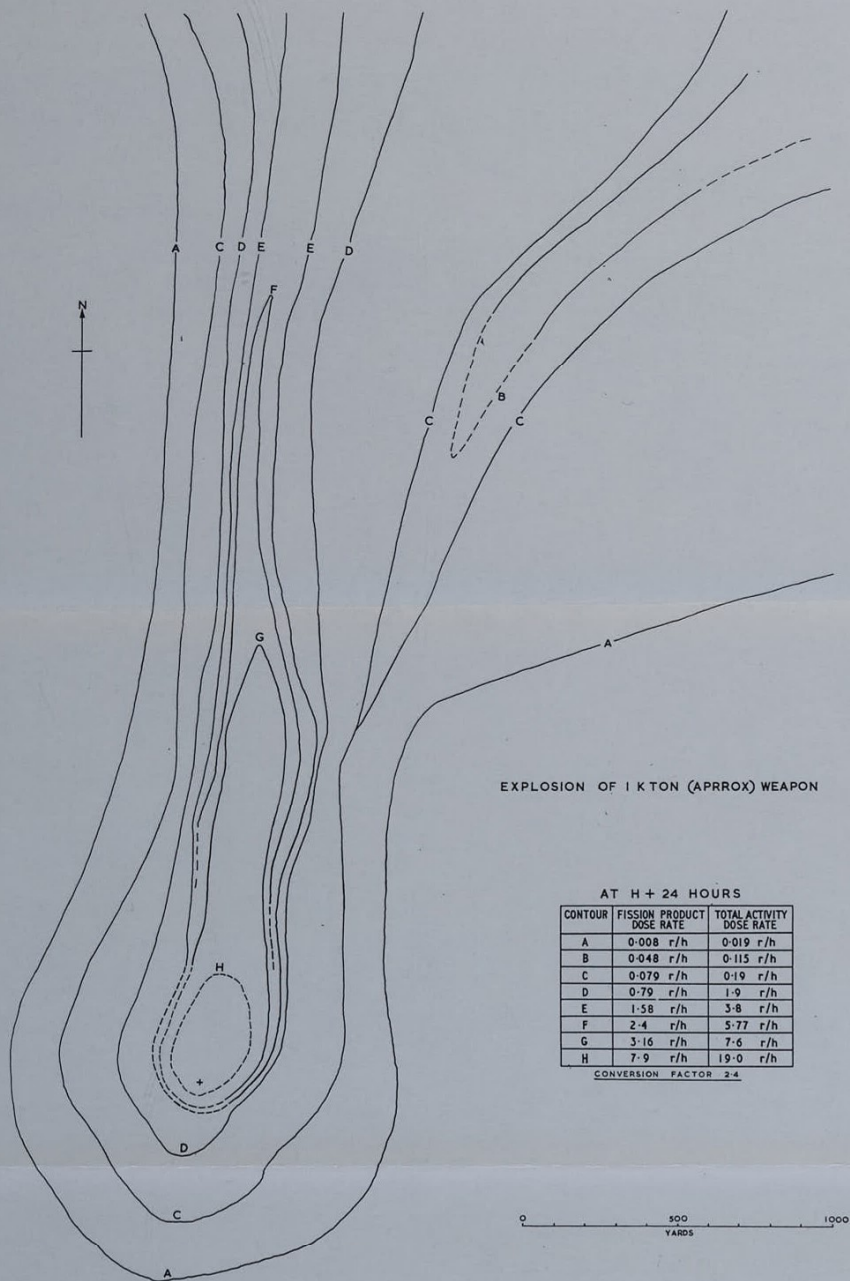 A
C
D
E
E
D
F
N
C
B
C
G
A
EXPLOSION OF 1 KTON (APRROX) WEAPON
AT H + 24 HOURS
CONTOUR FISSION PRODUCT DOSE RATE TOTAL ACTIVITY DOSE RATE
A 0·008 r/h 0·019 r/h
B 0·048 r/h 0·115 r/h
C 0·079 r/h 0·19 r/h
D 0·79 r/h 1·9 r/h
E 1·58 r/h 3·8 r/h
F 2·4 r/h 5·77 r/h
G 3·16 r/h 7·6 r/h
H 7·9 r/h 19·0 r/h
CONVERSION FACTOR 2·4
H
D
C
A
0 500 1000
YARDS